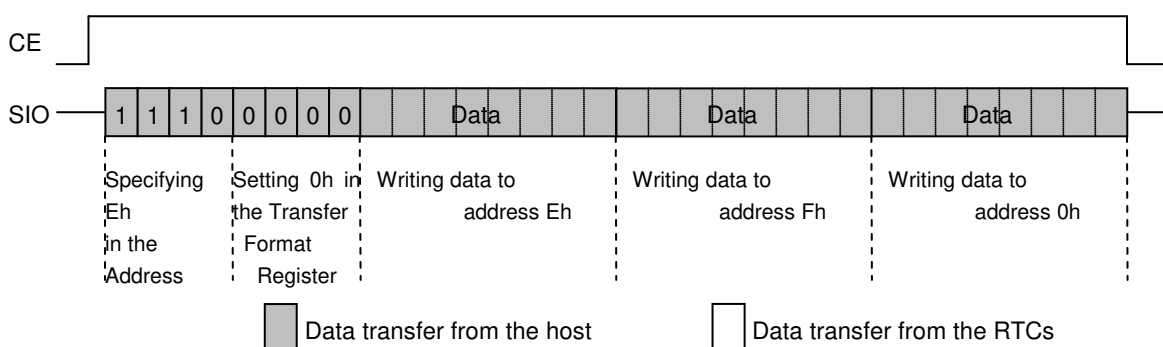 CE
SIO 1 1 1 0 0 0 0 0 Data Data Data
Specifying Setting 0h in Writing data to Writing data to Writing data to
Eh the Transfer address Eh address Fh address 0h
in the Format
Address Register
Data transfer from the host Data transfer from the RTCs